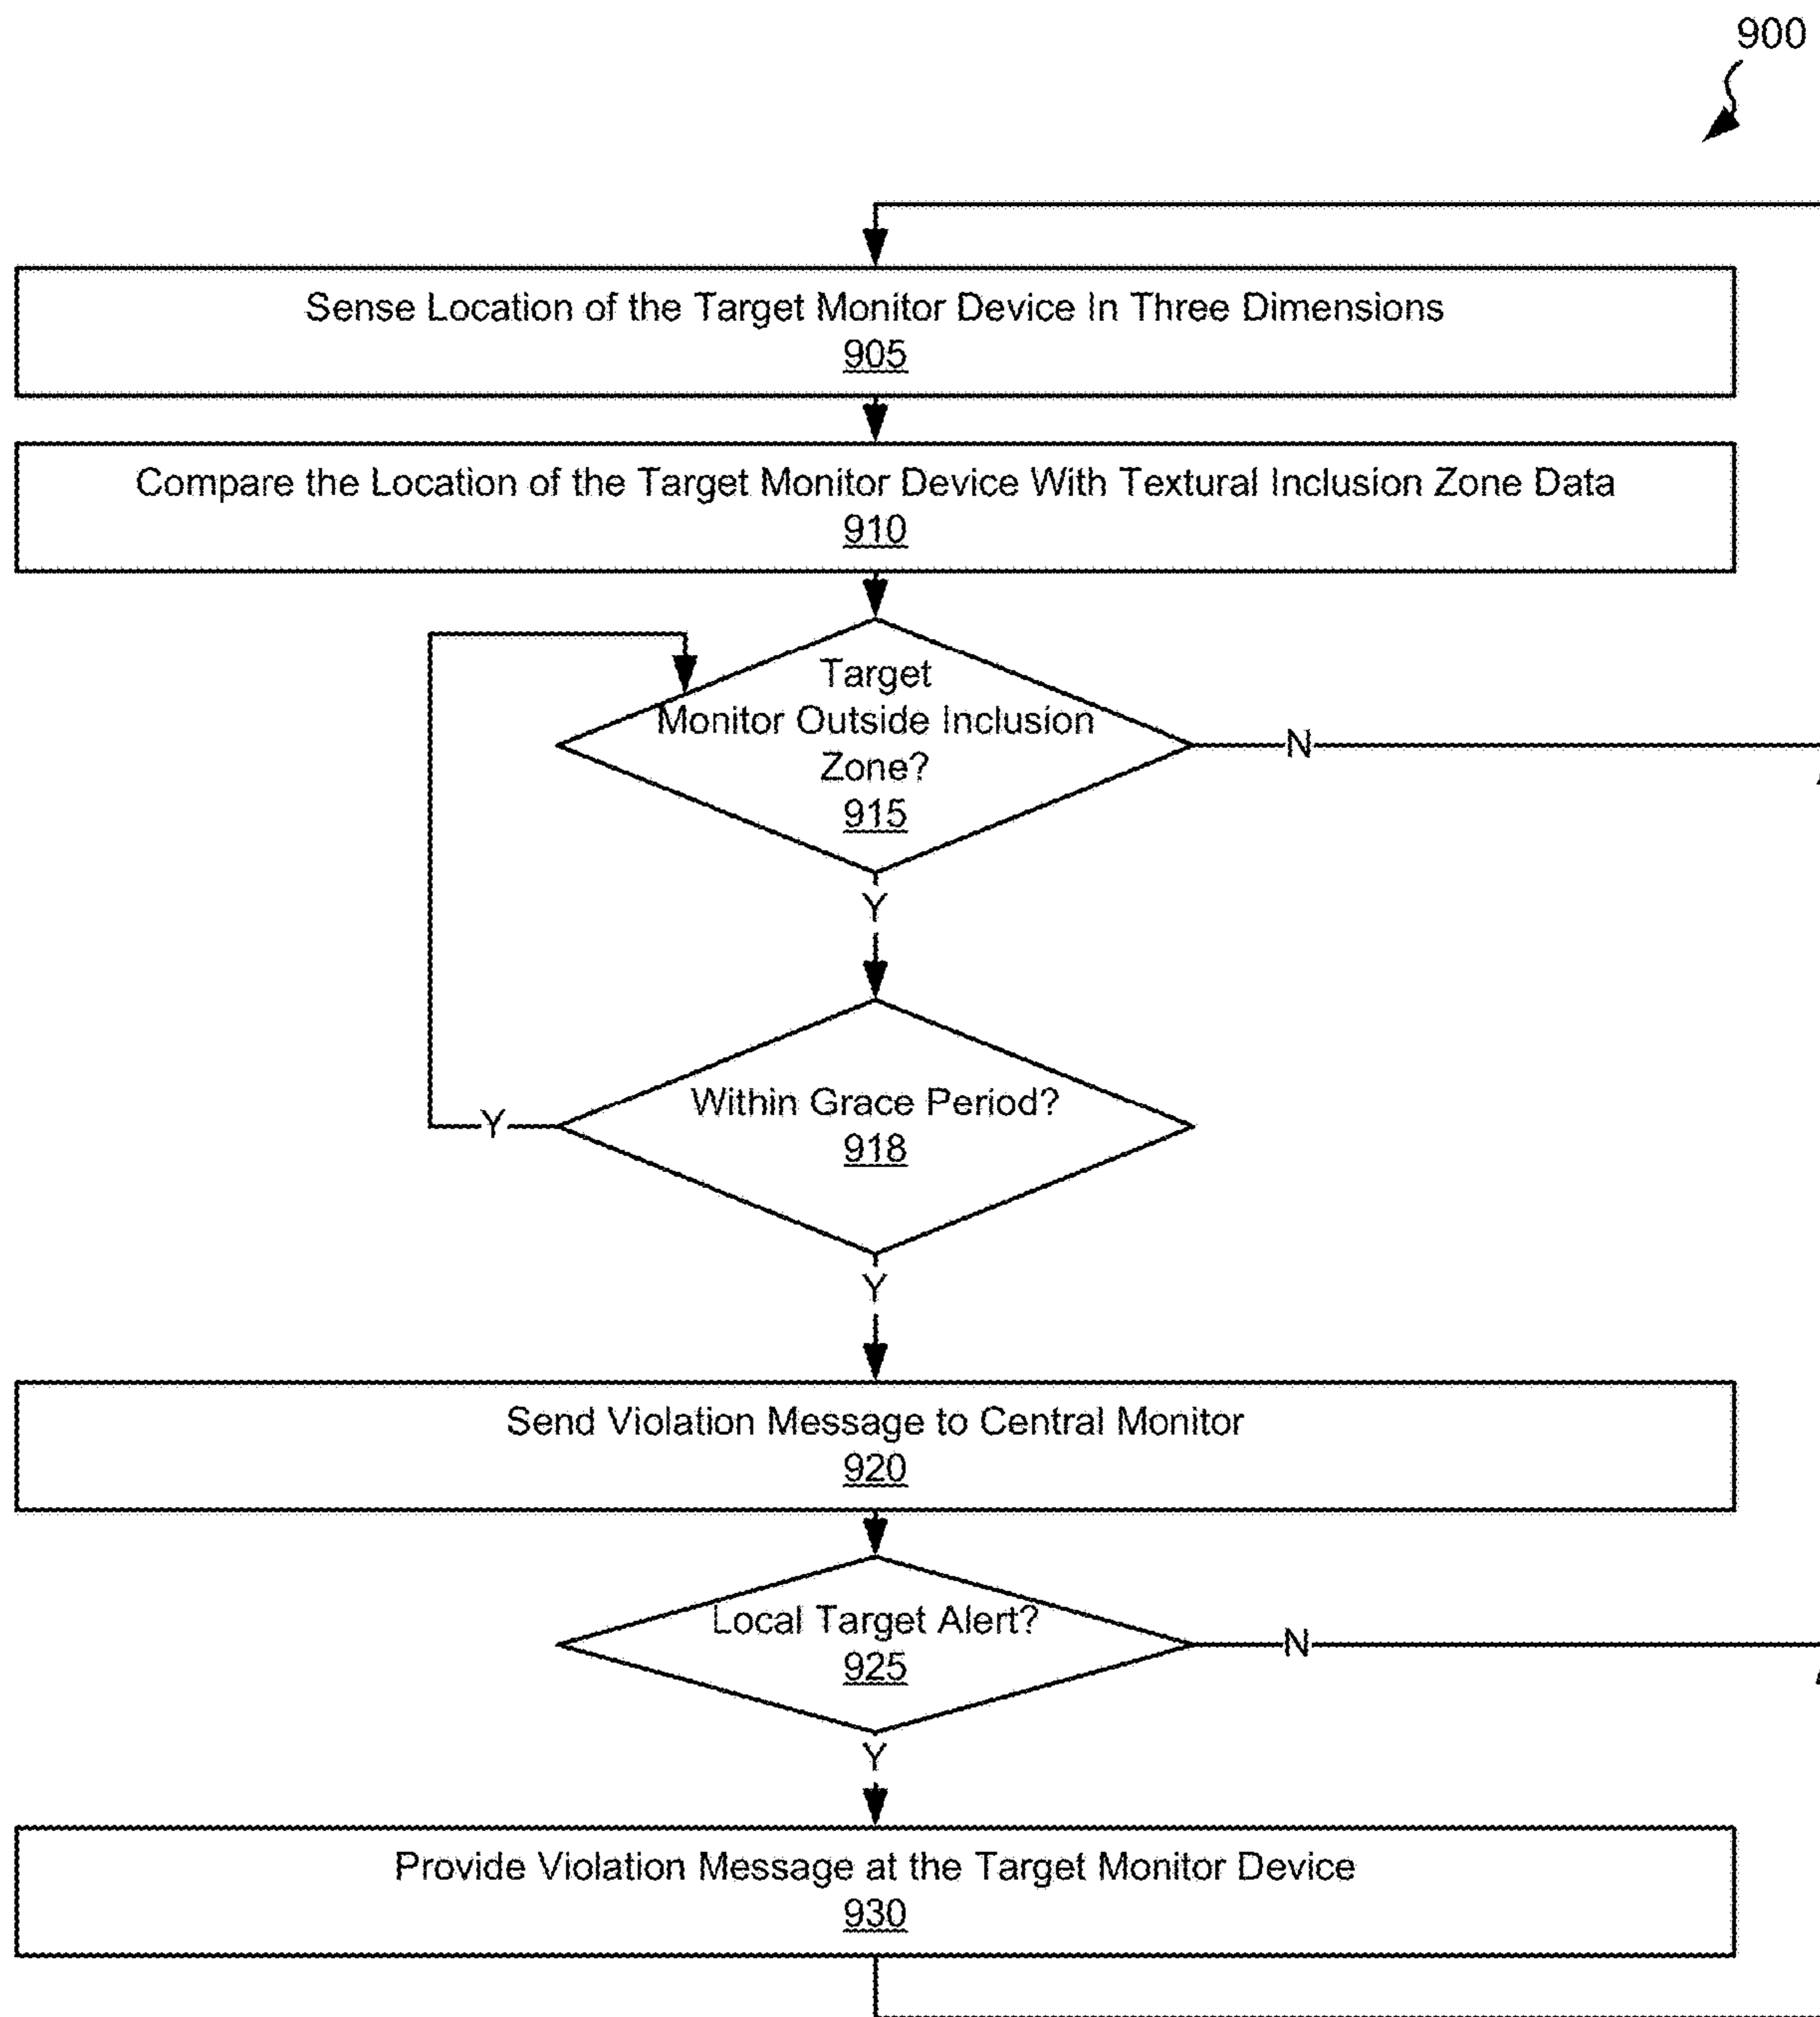 900
Sense Location of the Target Monitor Device In Three Dimensions
905
Compare the Location of the Target Monitor Device With Textural Inclusion Zone Data
910
Target
Monitor Outside Inclusion
Zone?
915
N
Y
Within Grace Period?
918
Y
Y
Send Violation Message to Central Monitor
920
Local Target Alert?
925
N
Y
Provide Violation Message at the Target Monitor Device
930